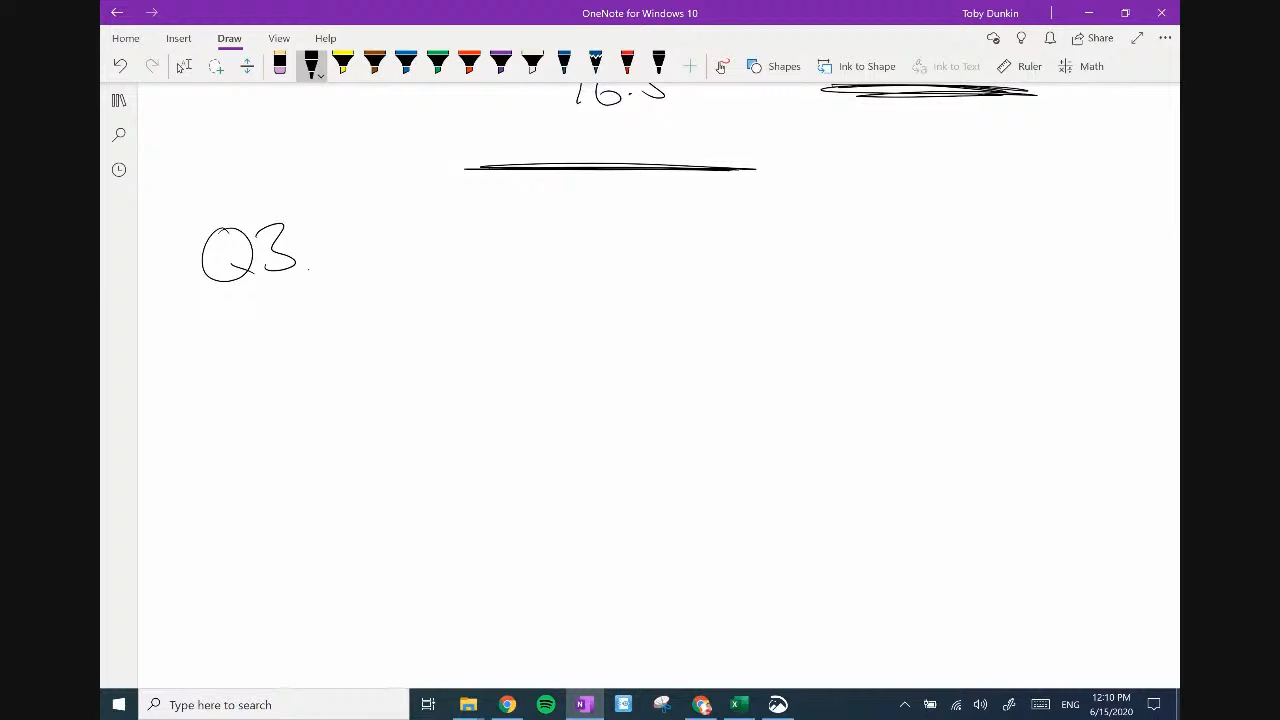 OneNote for Windows 10
Toby Dunkin
Home Insert Draw View Help
Share
Shapes Ink to Shape Ink to Text Ruler Math
16.5
Q3.
Type here to search
ENG
12:10 PM
6/15/2020